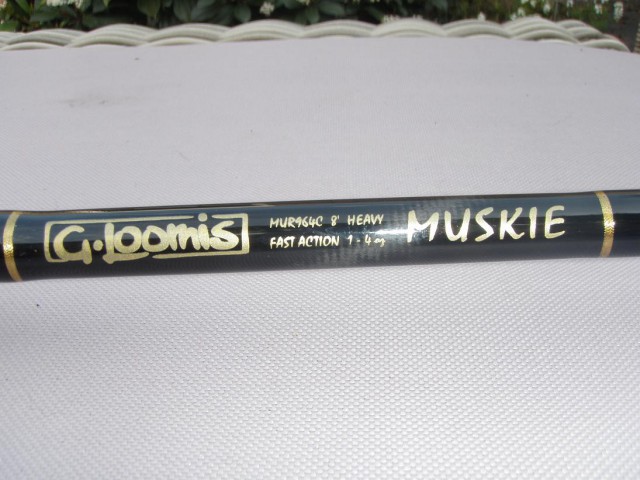 G.Loomis
MUR964C 8' HEAVY
FAST ACTION 1-4 oz
MUSKIE